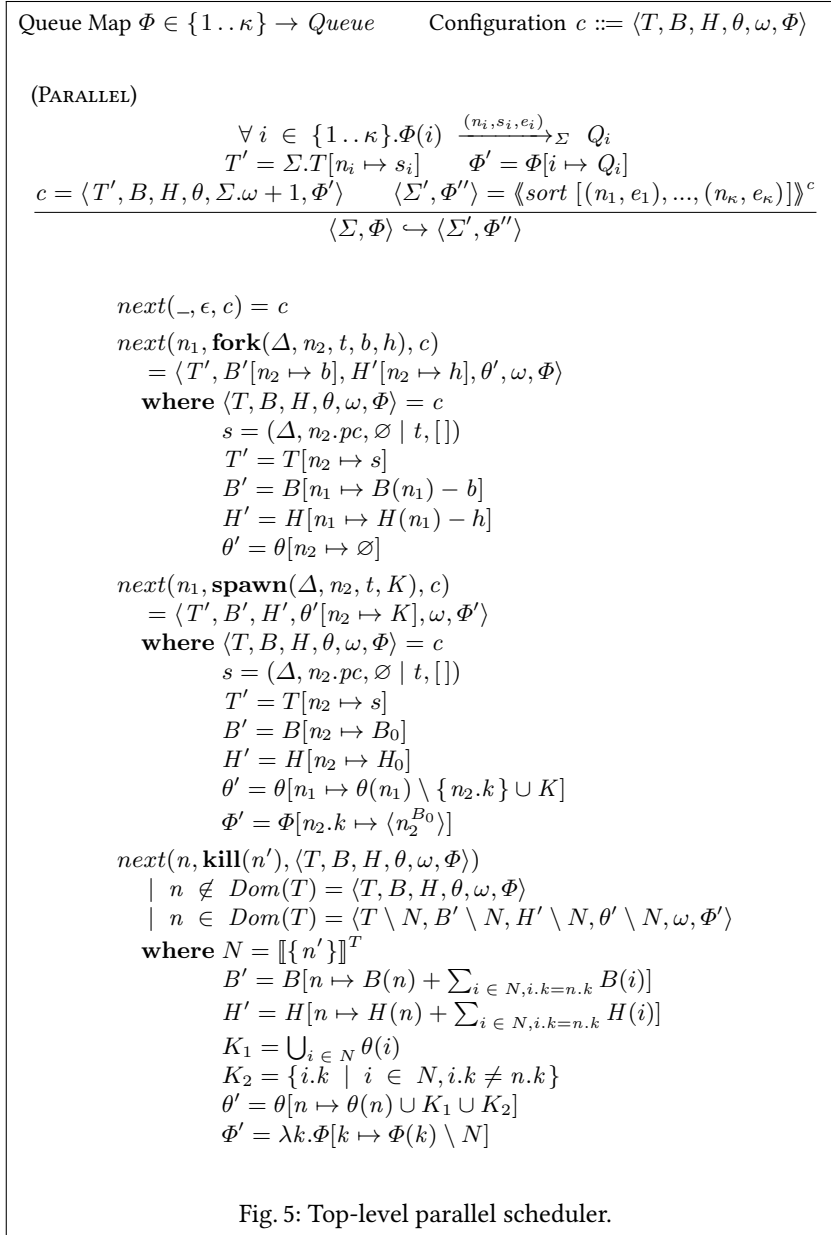 Queue Map Φ ∈ {1 . . κ} → Queue Configuration c ::= ⟨T, B, H, θ, ω, Φ⟩
(PARALLEL)
∀ i ∈ {1 . . κ}.Φ(i) —(nᵢ,sᵢ,eᵢ)→_Σ Qᵢ
T′ = Σ.T[nᵢ ↦ sᵢ] Φ′ = Φ[i ↦ Qᵢ]
c = ⟨T′, B, H, θ, Σ.ω + 1, Φ′⟩ ⟨Σ′, Φ′′⟩ = ⟪sort [(n₁, e₁), ..., (n_κ, e_κ)]⟫ᶜ
⟨Σ, Φ⟩ ↪ ⟨Σ′, Φ′′⟩
next(_, ϵ, c) = c
next(n₁, fork(Δ, n₂, t, b, h), c)
= ⟨T′, B′[n₂ ↦ b], H′[n₂ ↦ h], θ′, ω, Φ⟩
where ⟨T, B, H, θ, ω, Φ⟩ = c
s = (Δ, n₂.pc, ∅ | t, [ ])
T′ = T[n₂ ↦ s]
B′ = B[n₁ ↦ B(n₁) − b]
H′ = H[n₁ ↦ H(n₁) − h]
θ′ = θ[n₂ ↦ ∅]
next(n₁, spawn(Δ, n₂, t, K), c)
= ⟨T′, B′, H′, θ′[n₂ ↦ K], ω, Φ′⟩
where ⟨T, B, H, θ, ω, Φ⟩ = c
s = (Δ, n₂.pc, ∅ | t, [ ])
T′ = T[n₂ ↦ s]
B′ = B[n₂ ↦ B₀]
H′ = H[n₂ ↦ H₀]
θ′ = θ[n₁ ↦ θ(n₁) \ {n₂.k} ∪ K]
Φ′ = Φ[n₂.k ↦ ⟨n₂^{B₀}⟩]
next(n, kill(n′), ⟨T, B, H, θ, ω, Φ⟩)
| n ∉ Dom(T) = ⟨T, B, H, θ, ω, Φ⟩
| n ∈ Dom(T) = ⟨T \ N, B′ \ N, H′ \ N, θ′ \ N, ω, Φ′⟩
where N = ⟦{n′}⟧ᵀ
B′ = B[n ↦ B(n) + ∑_{i ∈ N, i.k=n.k} B(i)]
H′ = H[n ↦ H(n) + ∑_{i ∈ N, i.k=n.k} H(i)]
K₁ = ⋃_{i ∈ N} θ(i)
K₂ = {i.k | i ∈ N, i.k ≠ n.k}
θ′ = θ[n ↦ θ(n) ∪ K₁ ∪ K₂]
Φ′ = λk.Φ[k ↦ Φ(k) \ N]
Fig. 5: Top-level parallel scheduler.